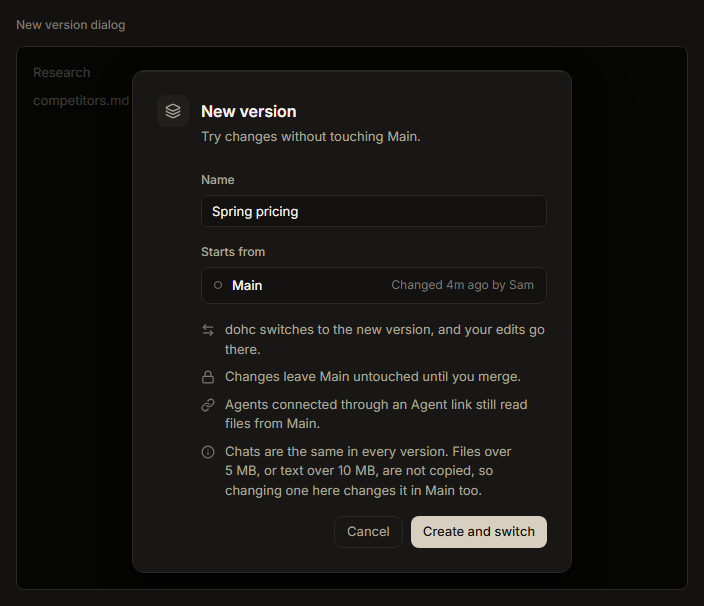 New version dialog
Research
competitors.md
New version
Try changes without touching Main.
Name
Spring pricing
Starts from
Main
Changed 4m ago by Sam
dohc switches to the new version, and your edits go
there.
Changes leave Main untouched until you merge.
Agents connected through an Agent link still read
files from Main.
Chats are the same in every version. Files over
5 MB, or text over 10 MB, are not copied, so
changing one here changes it in Main too.
Cancel
Create and switch